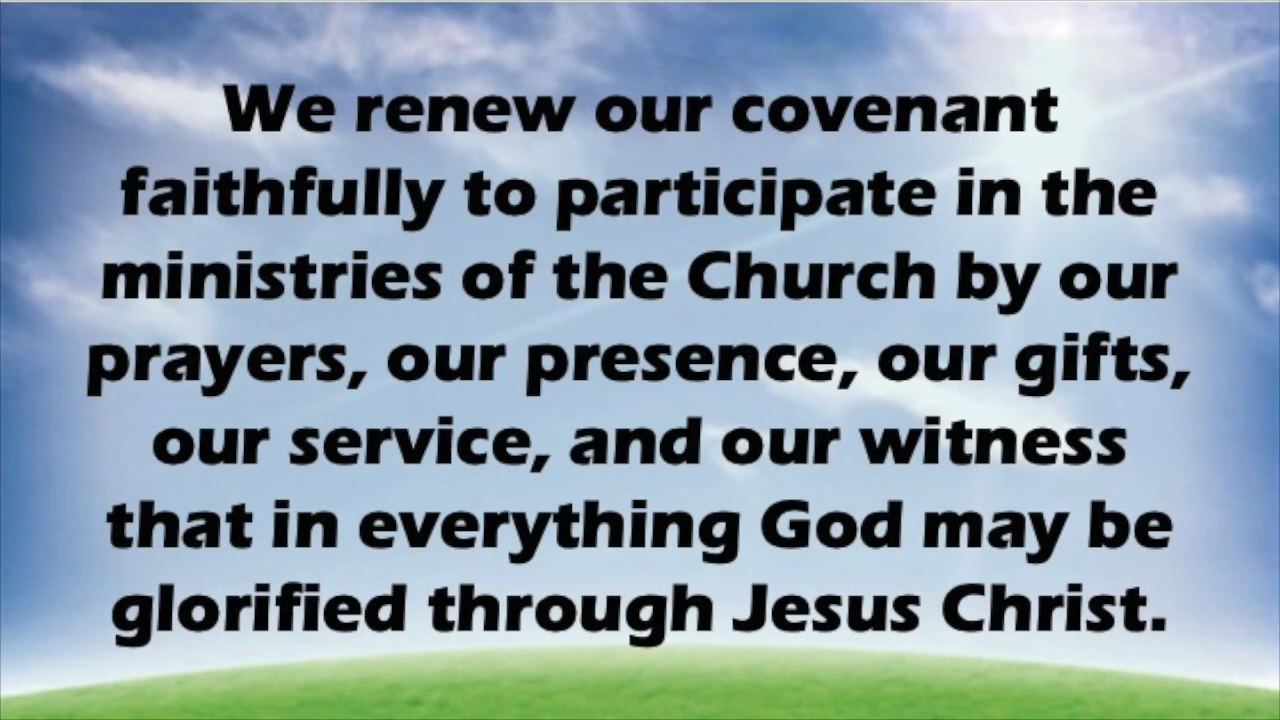 We renew our covenant
faithfully to participate in the
ministries of the Church by our
prayers, our presence, our gifts,
our service, and our witness
that in everything God may be
glorified through Jesus Christ.